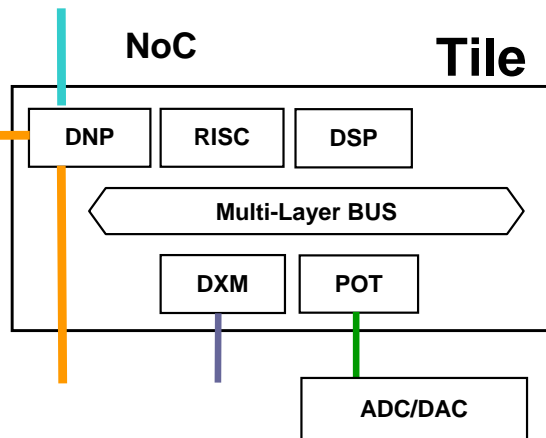 NoC
Tile
DNP
RISC
DSP
Multi-Layer BUS
DXM
POT
ADC/DAC